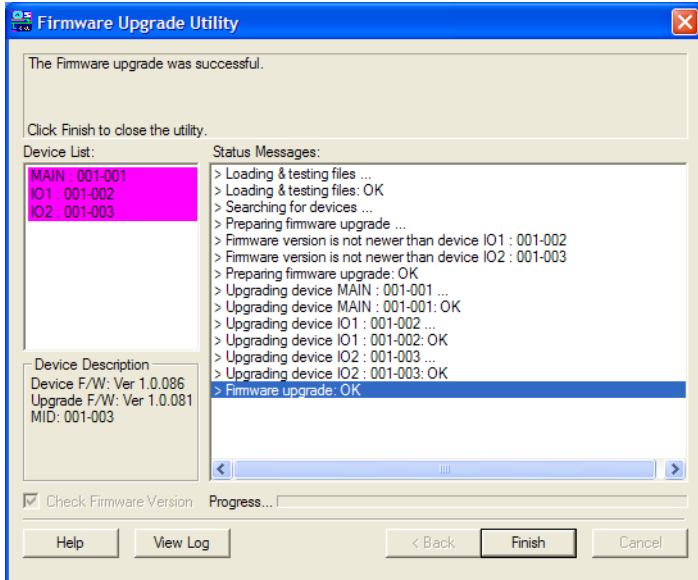 Firmware Upgrade Utility
The Firmware upgrade was successful.
Click Finish to close the utility.
Device List:
MAIN : 001-001
IO1 : 001-002
IO2 : 001-003
Status Messages:
> Loading & testing files ...
> Loading & testing files: OK
> Searching for devices ...
> Preparing firmware upgrade ...
> Firmware version is not newer than device IO1 : 001-002
> Firmware version is not newer than device IO2 : 001-003
> Preparing firmware upgrade: OK
> Upgrading device MAIN : 001-001 ...
> Upgrading device MAIN : 001-001: OK
> Upgrading device IO1 : 001-002 ...
> Upgrading device IO1 : 001-002: OK
> Upgrading device IO2 : 001-003 ...
> Upgrading device IO2 : 001-003: OK
> Firmware upgrade: OK
Device Description
Device F/W: Ver 1.0.086
Upgrade F/W: Ver 1.0.081
MID: 001-003
Check Firmware Version
Progress...
Help
View Log
< Back
Finish
Cancel